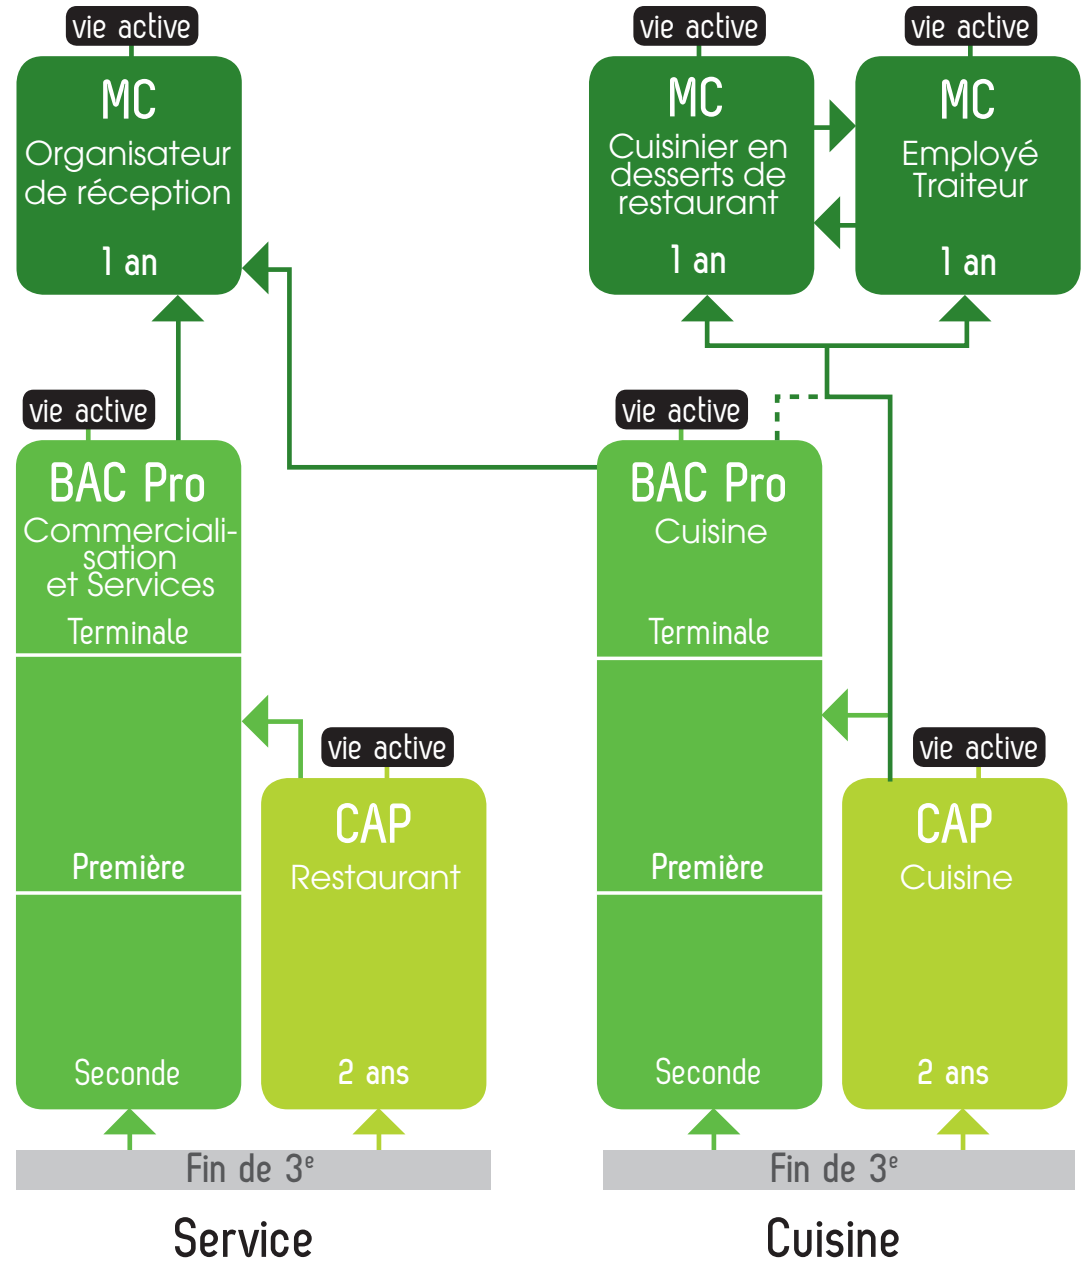 vie active
MC
Organisateur
de réception
1 an
vie active
MC
Cuisinier en
desserts de
restaurant
1 an
vie active
MC
Employé
Traiteur
1 an
vie active
BAC Pro
Commerciali-
sation
et Services
Terminale
Première
Seconde
vie active
CAP
Restaurant
2 ans
vie active
BAC Pro
Cuisine
Terminale
Première
Seconde
vie active
CAP
Cuisine
2 ans
Fin de 3e
Service
Fin de 3e
Cuisine